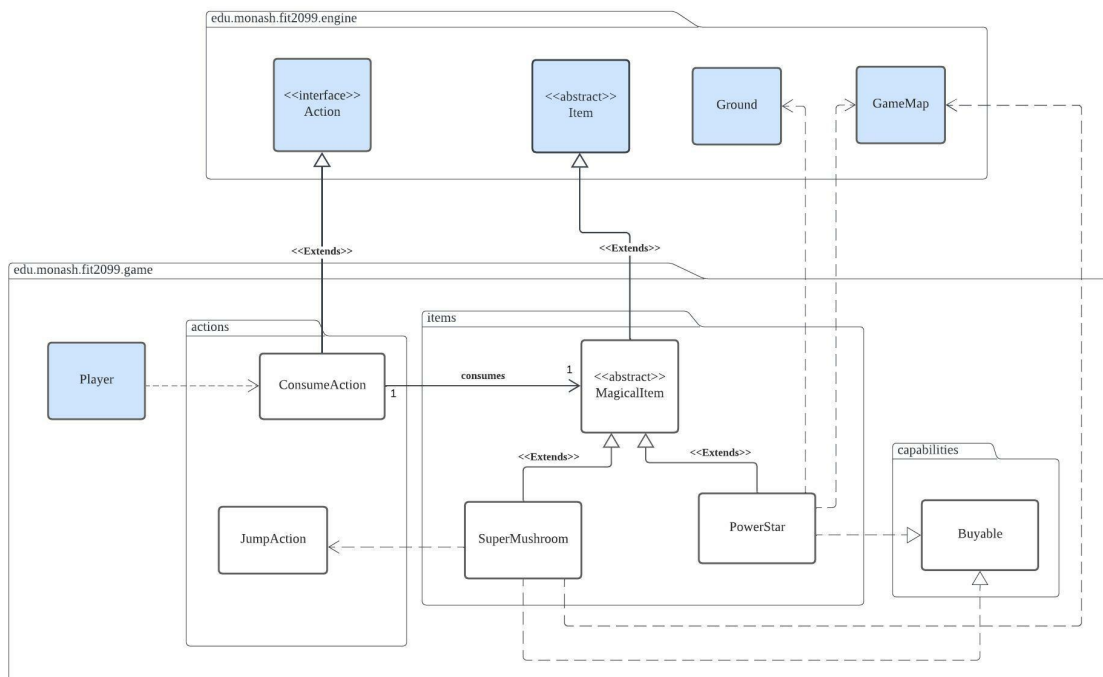 edu.monash.fit2099.engine
<<interface>>
Action
<<abstract>>
Item
Ground
GameMap
<<Extends>>
<<Extends>>
edu.monash.fit2099.game
actions
items
Player
ConsumeAction
1
consumes
1
<<abstract>>
MagicalItem
<<Extends>>
<<Extends>>
capabilities
JumpAction
SuperMushroom
PowerStar
Buyable